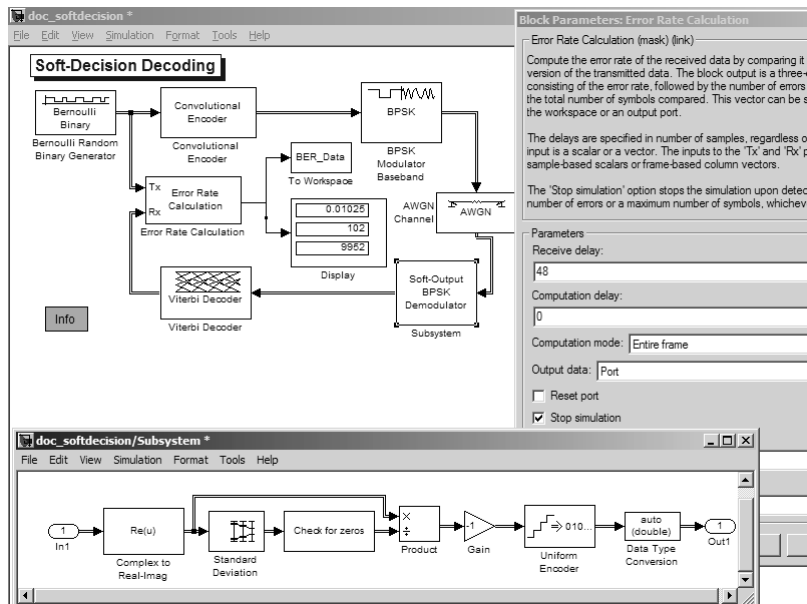 doc_softdecision *
File Edit View Simulation Format Tools Help
Soft-Decision Decoding
Bernoulli
Binary
Bernoulli Random
Binary Generator
Convolutional
Encoder
Convolutional
Encoder
BPSK
BPSK
Modulator
Baseband
Tx
Rx
Error Rate
Calculation
Error Rate Calculation
BER_Data
To Workspace
0.01025
102
9952
Display
AWGN
Channel
AWGN
Viterbi Decoder
Viterbi Decoder
Soft-Output
BPSK
Demodulator
Subsystem
Info
Block Parameters: Error Rate Calculation
Error Rate Calculation (mask) (link)
Compute the error rate of the received data by comparing it
version of the transmitted data. The block output is a three-
consisting of the error rate, followed by the number of errors
the total number of symbols compared. This vector can be s
the workspace or an output port.
The delays are specified in number of samples, regardless o
input is a scalar or a vector. The inputs to the 'Tx' and 'Rx' p
sample-based scalars or frame-based column vectors.
The 'Stop simulation' option stops the simulation upon detec
number of errors or a maximum number of symbols, whichev
Parameters
Receive delay:
48
Computation delay:
0
Computation mode: Entire frame
Output data: Port
Reset port
Stop simulation
doc_softdecision/Subsystem *
File Edit View Simulation Format Tools Help
1
In1
Re(u)
Complex to
Real-Imag
Standard
Deviation
Check for zeros
×
÷
Product
-1
Gain
010...
Uniform
Encoder
auto
(double)
Data Type
Conversion
1
Out1